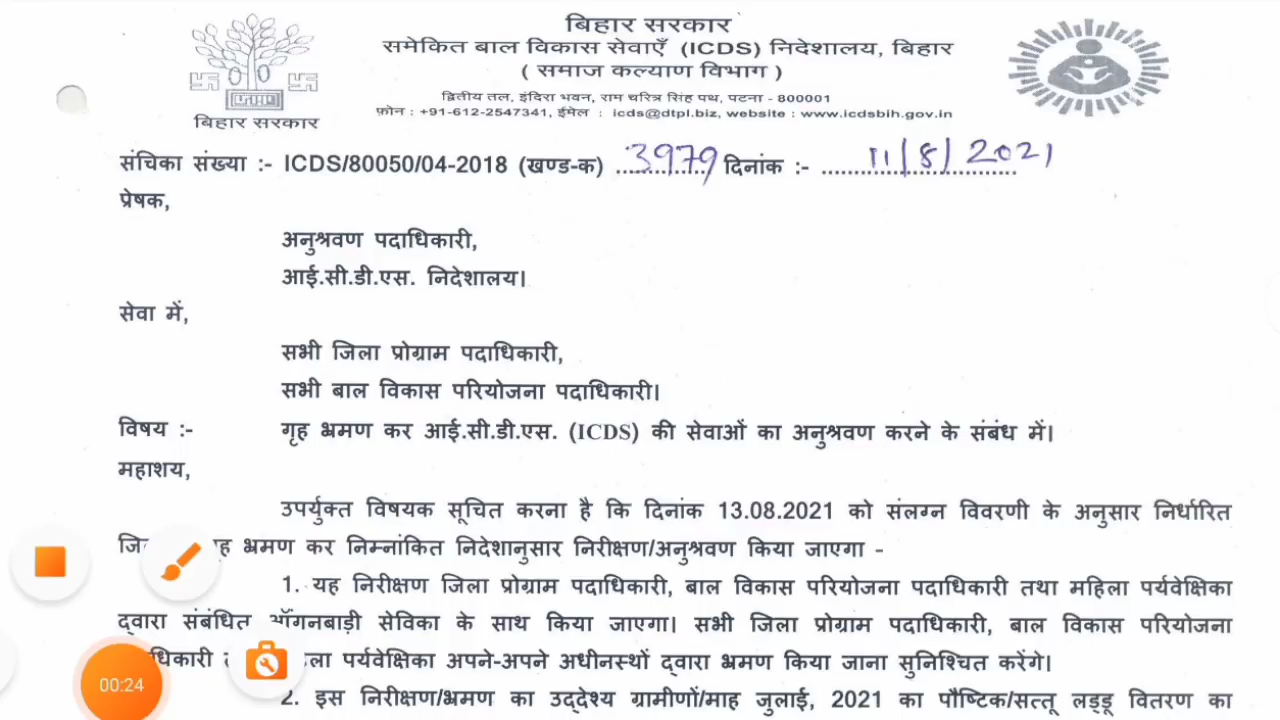 बिहार सरकार
समेकित बाल विकास सेवाएँ (ICDS) निदेशालय, बिहार
( समाज कल्याण विभाग )
द्वितीय तल, इंदिरा भवन, राम चरित्र सिंह पथ, पटना - 800001
फ़ोन : +91-612-2547341, ईमेल : icds@dtpl.biz, website : www.icdsbih.gov.in
बिहार सरकार
संचिका संख्या :- ICDS/80050/04-2018 (खण्ड-क) 3979 दिनांक :- 11/8/2021
प्रेषक,
अनुश्रवण पदाधिकारी,
आई.सी.डी.एस. निदेशालय।
सेवा में,
सभी जिला प्रोग्राम पदाधिकारी,
सभी बाल विकास परियोजना पदाधिकारी।
विषय :- गृह भ्रमण कर आई.सी.डी.एस. (ICDS) की सेवाओं का अनुश्रवण करने के संबंध में।
महाशय,
उपर्युक्त विषयक सूचित करना है कि दिनांक 13.08.2021 को संलग्न विवरणी के अनुसार निर्धारित
भ्रमण कर निम्नांकित निदेशानुसार निरीक्षण/अनुश्रवण किया जाएगा -
1. यह निरीक्षण जिला प्रोग्राम पदाधिकारी, बाल विकास परियोजना पदाधिकारी तथा महिला पर्यवेक्षिका
द्वारा संबंधित आँगनबाड़ी सेविका के साथ किया जाएगा। सभी जिला प्रोग्राम पदाधिकारी, बाल विकास परियोजना
पर्यवेक्षिका अपने-अपने अधीनस्थों द्वारा भ्रमण किया जाना सुनिश्चित करेंगे।
2. इस निरीक्षण/भ्रमण का उद्देश्य ग्रामीणों/माह जुलाई, 2021 का पौष्टिक/सत्तू लड्डू वितरण का
00:24